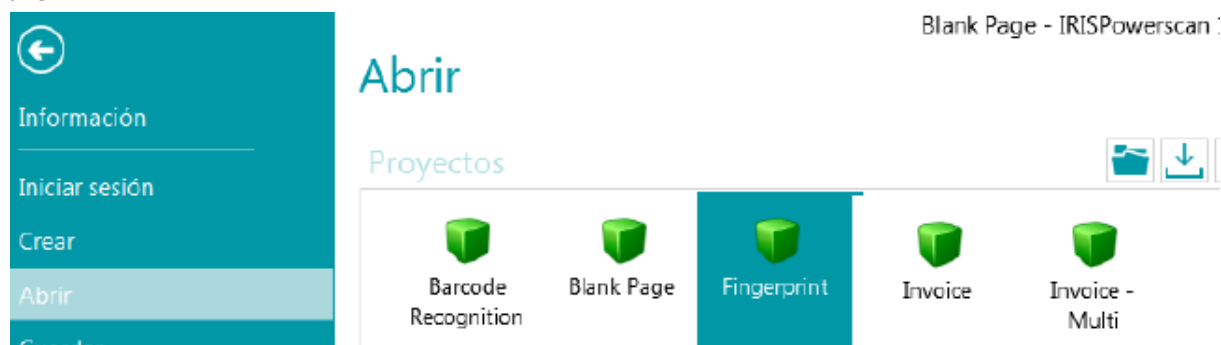 Blank Page - IRISPowerscan
Abrir
Información
Proyectos
Iniciar sesión
Crear
Abrir
Barcode
Recognition
Blank Page
Fingerprint
Invoice
Invoice -
Multi